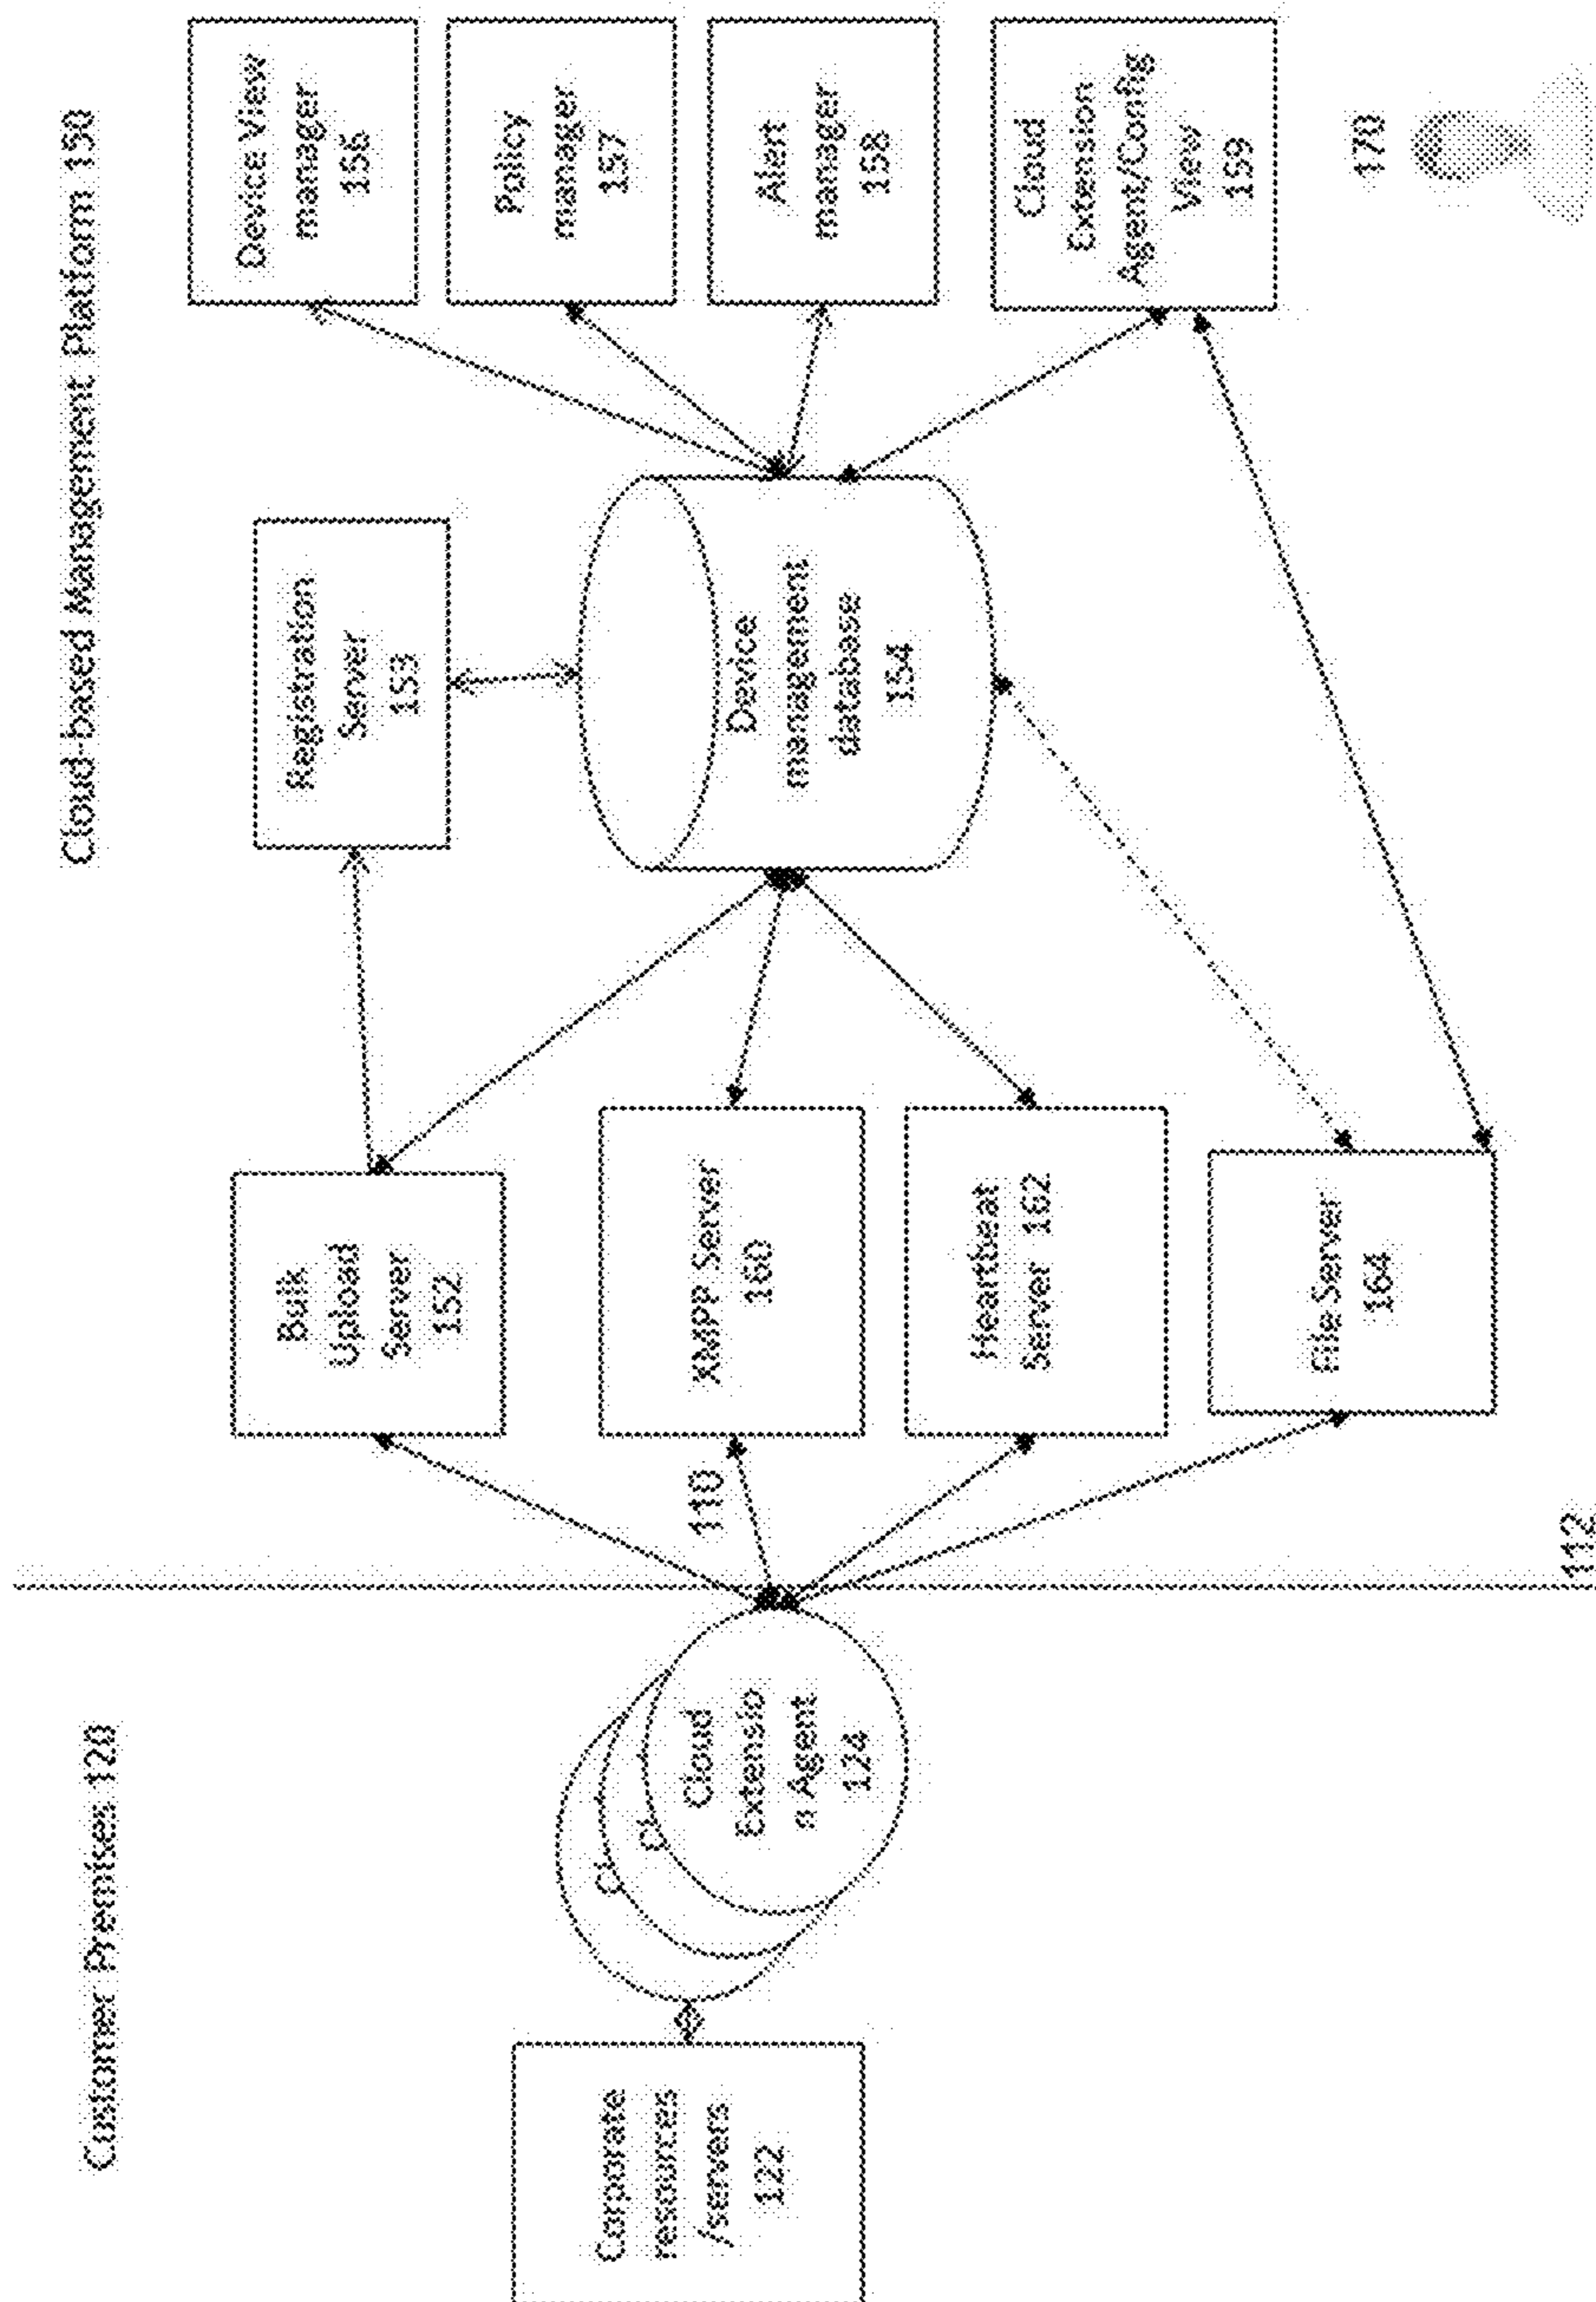 Customer Premises 120
Cloud-based Management Platform 150
Corporate
resources
/servers
122
CL
CL
Cloud
Extensio
n Agent
124
110
112
Bulk
Upload
Server
152
XMPP Server
160
Heartbeat
Server 162
File Server
164
Registration
Server
153
Device
management
database
154
Device View
manager
156
Policy
manager
157
Alert
manager
158
Cloud
Extension
Agent/Config
View
159
170